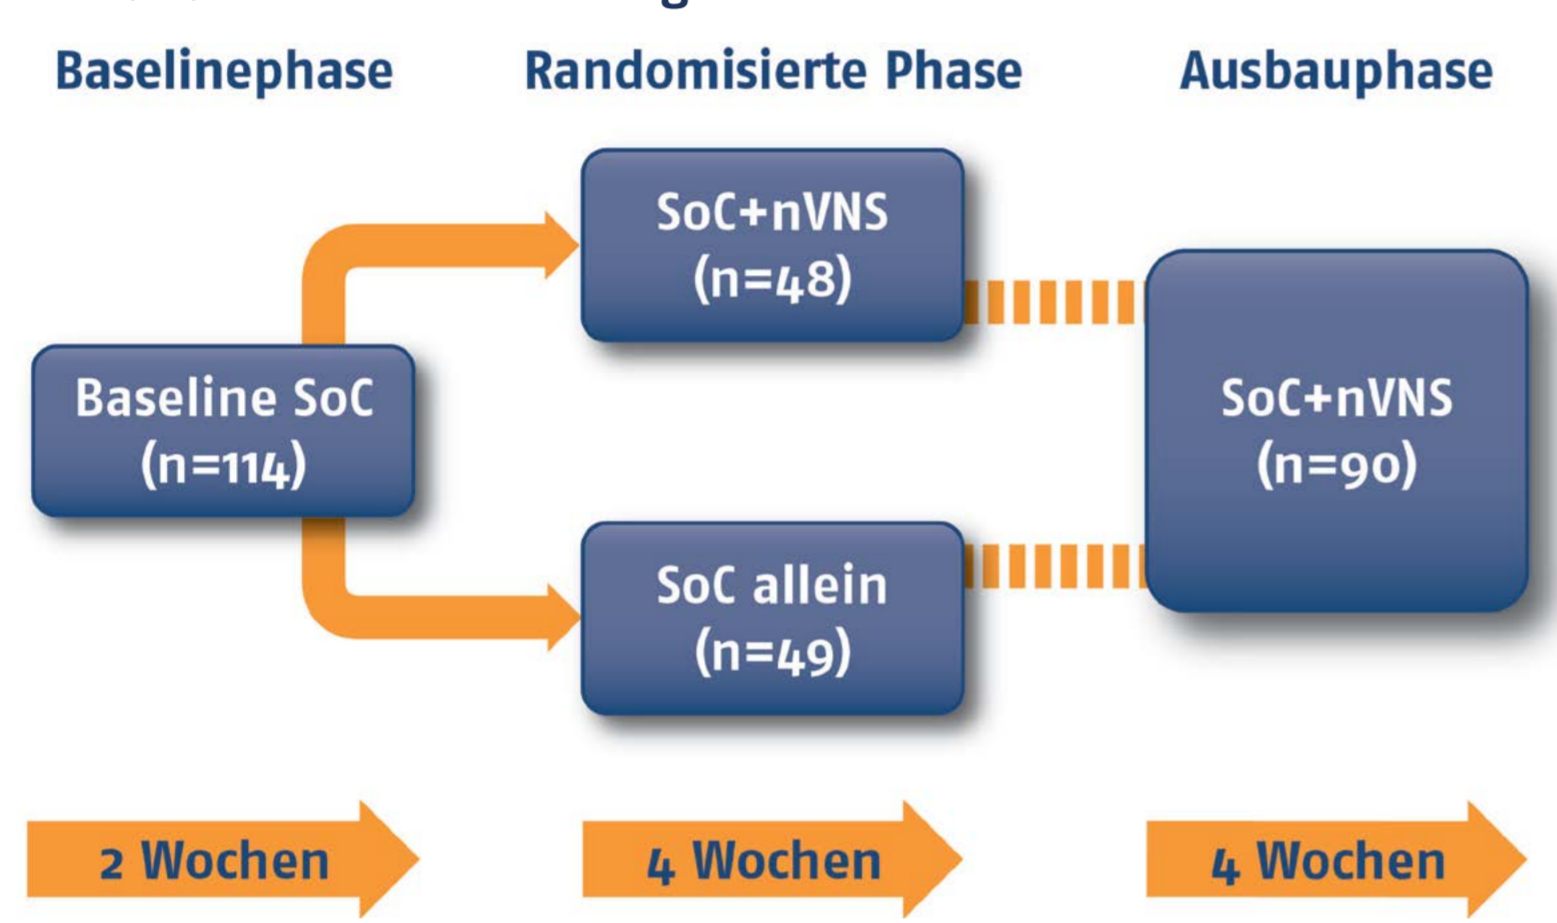 Baselinephase
Randomisierte Phase
Ausbauphase
SoC+nVNS
(n=48)
Baseline SoC
(n=114)
SoC+nVNS
(n=90)
SoC allein
(n=49)
2 Wochen
4 Wochen
4 Wochen